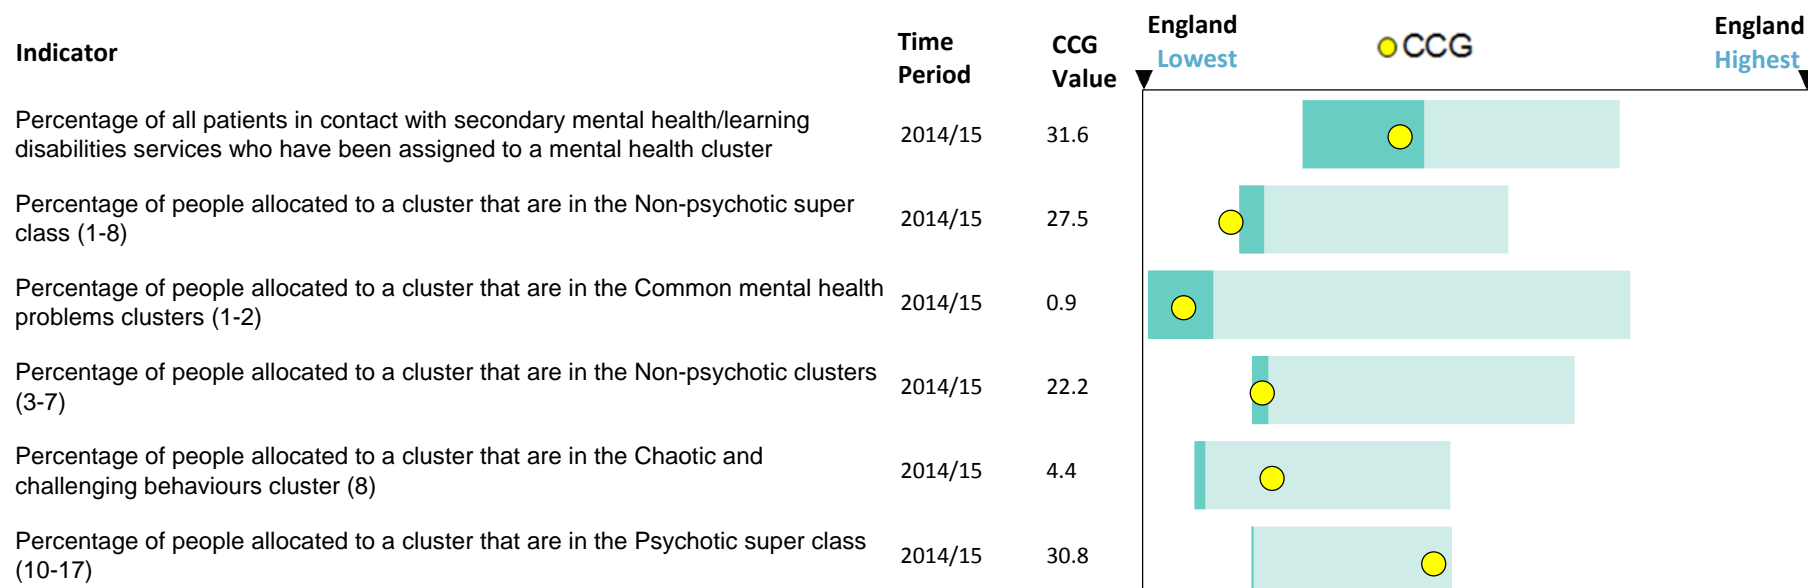 Indicator
Time
Period
CCG
Value
England
Lowest
CCG
England
Highest
Percentage of all patients in contact with secondary mental health/learning
disabilities services who have been assigned to a mental health cluster
2014/15
31.6
Percentage of people allocated to a cluster that are in the Non-psychotic super
class (1-8)
2014/15
27.5
Percentage of people allocated to a cluster that are in the Common mental health
problems clusters (1-2)
2014/15
0.9
Percentage of people allocated to a cluster that are in the Non-psychotic clusters
(3-7)
2014/15
22.2
Percentage of people allocated to a cluster that are in the Chaotic and
challenging behaviours cluster (8)
2014/15
4.4
Percentage of people allocated to a cluster that are in the Psychotic super class
(10-17)
2014/15
30.8